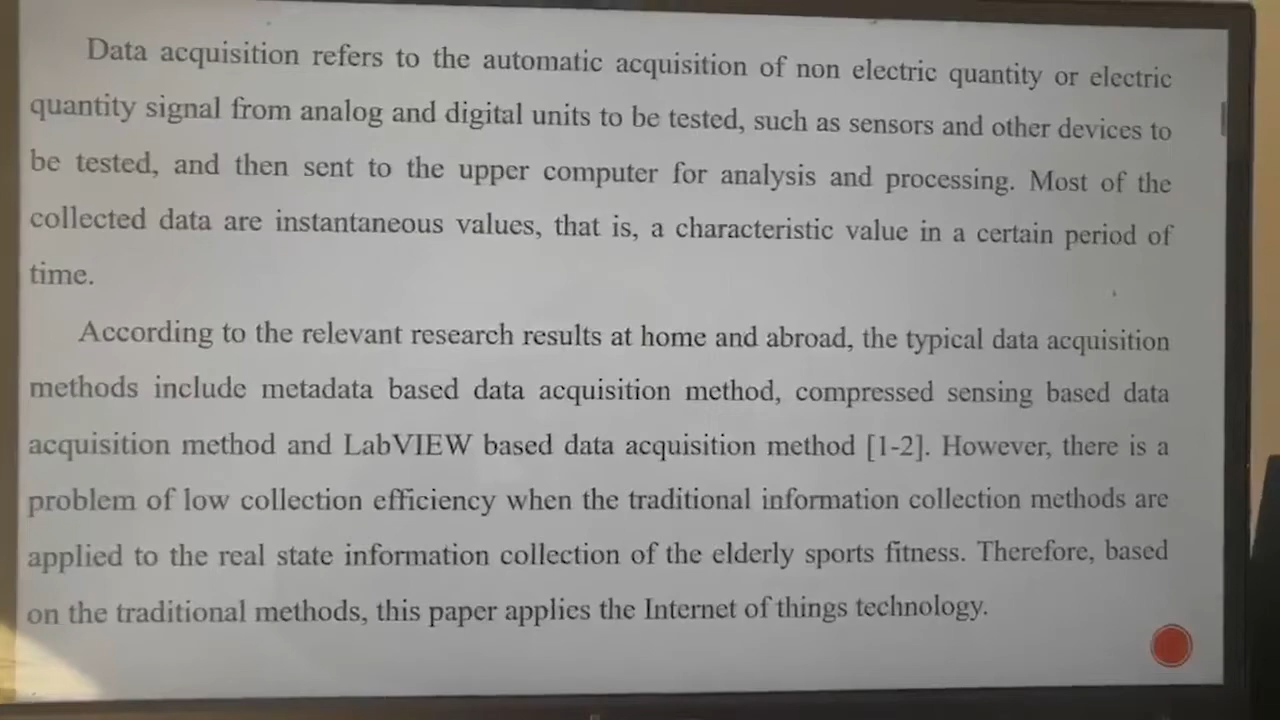 Data acquisition refers to the automatic acquisition of non electric quantity or electric
quantity signal from analog and digital units to be tested, such as sensors and other devices to
be tested, and then sent to the upper computer for analysis and processing. Most of the
collected data are instantaneous values, that is, a characteristic value in a certain period of
time.
According to the relevant research results at home and abroad, the typical data acquisition
methods include metadata based data acquisition method, compressed sensing based data
acquisition method and LabVIEW based data acquisition method [1-2]. However, there is a
problem of low collection efficiency when the traditional information collection methods are
applied to the real state information collection of the elderly sports fitness. Therefore, based
on the traditional methods, this paper applies the Internet of things technology.